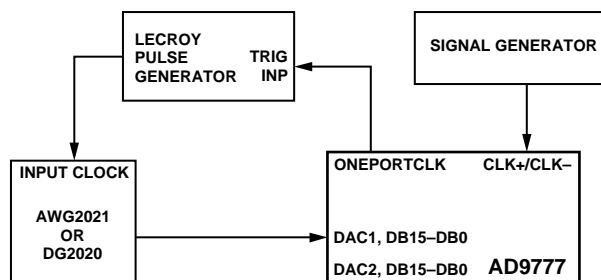 LECROY
PULSE
GENERATOR
TRIG
INP
SIGNAL GENERATOR
INPUT CLOCK
AWG2021
OR
DG2020
ONEPORTCLK
CLK+/CLK–
DAC1, DB15–DB0
DAC2, DB15–DB0
AD9777